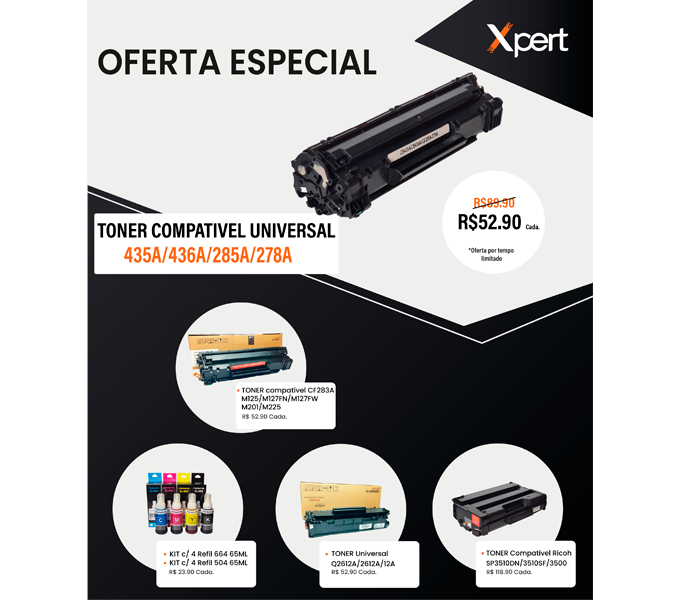 Xpert
OFERTA ESPECIAL
R$89.90
R$52.90 Cada.
*Oferta por tempo
limitado
TONER COMPATIVEL UNIVERSAL
435A/436A/285A/278A
• TONER compativel CF283A
M125/M127FN/M127FW
M201/M225
R$ 52.90 Cada.
• KIT c/ 4 Refil 664 65ML
• KIT c/ 4 Refil 504 65ML
R$ 23.90 Cada.
C
M
Y
K
• TONER Universal
Q2612A/2612A/12A
R$ 52.90 Cada.
• TONER Compativel Ricoh
SP3510DN/3510SF/3500
R$ 118.90 Cada.